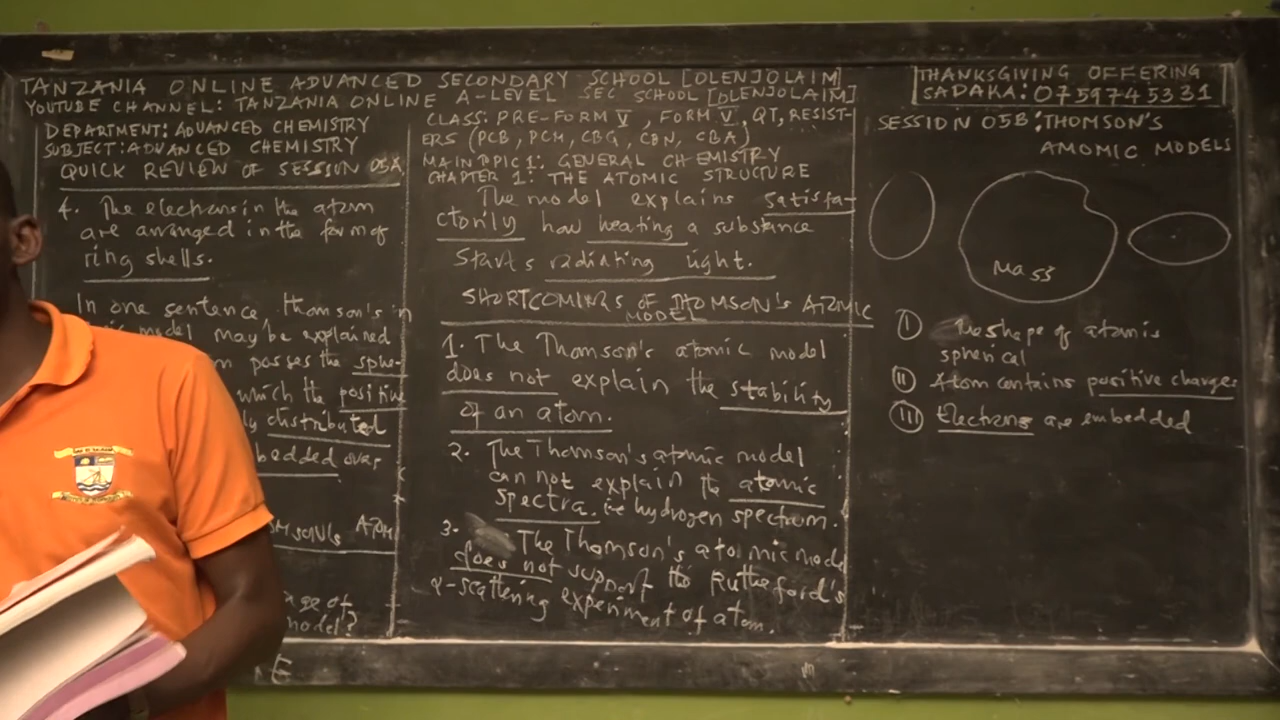 TANZANIA ONLINE ADVANCED SECONDARY SCHOOL [OLENJOLAIM]
YOUTUBE CHANNEL: TANZANIA ONLINE A-LEVEL SEC SCHOOL [OLENJOLAIM]
DEPARTMENT: ADVANCED CHEMISTRY
SUBJECT: ADVANCED CHEMISTRY
QUICK REVIEW OF SESSION 05A
4. The electrons in the atom
are arranged in the form of
ring shells.
In one sentence, Thomson's
model may be explained
passes the sphe-
which the positive
distributed
bedded over
ATOM
ge of
model?
E
CLASS: PRE-FORM V, FORM V, QT, RESIST-
ERS (PCB, PCM, CBG, CBN, CBA)
MAIN TOPIC 1: GENERAL CHEMISTRY
CHAPTER 1: THE ATOMIC STRUCTURE
The model explains satisfa-
ctorily how heating a substance
starts radiating light.
SHORTCOMINGS OF THOMSON'S ATOMIC
MODEL
1. The Thomson's atomic model
does not explain the stability
of an atom.
2. The Thomson's atomic model
can not explain the atomic
spectra. i.e hydrogen spectrum.
3. The Thomson's atomic mode
does not support the Rutherford's
α-scattering experiment of atom.
THANKSGIVING OFFERING
SADAKA: 0759745331
SESSION 05B: THOMSON'S
AMOMIC MODELS
Mass
(I) The shape of atom is
spherical
(II) Atom contains positive charges
(III) Electrons are embedded